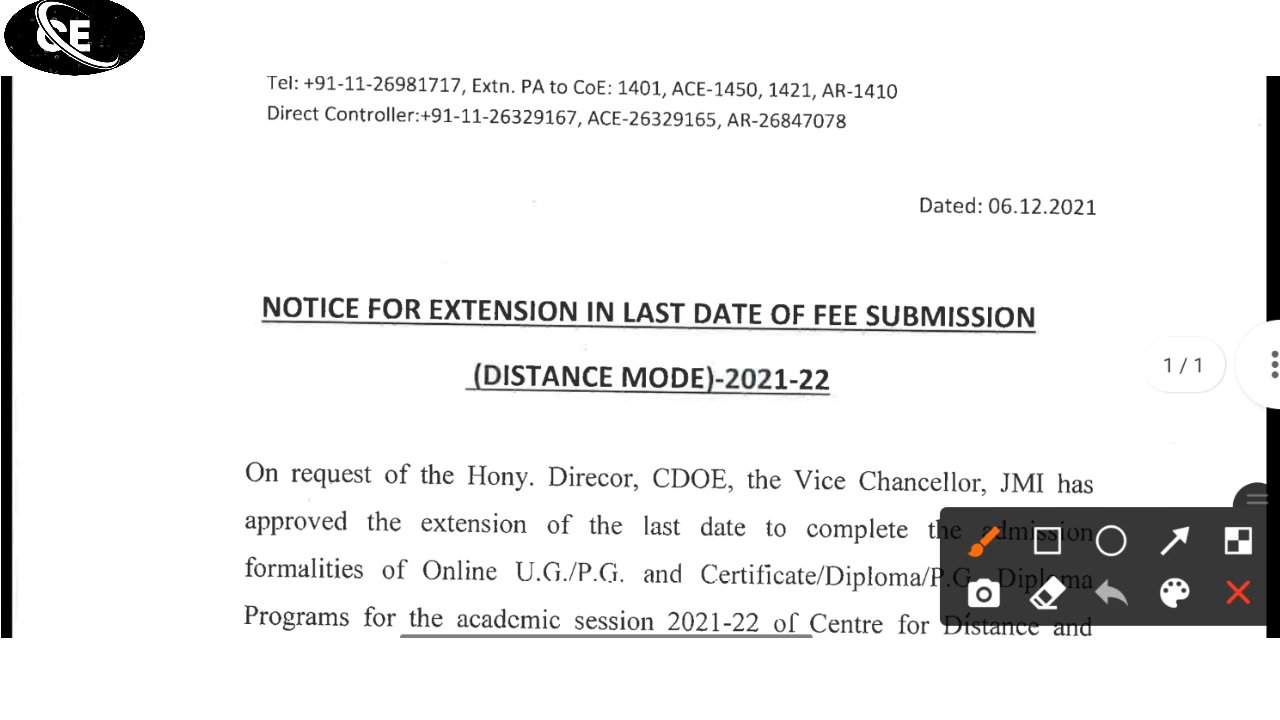 CE
Tel: +91-11-26981717, Extn. PA to CoE: 1401, ACE-1450, 1421, AR-1410
Direct Controller:+91-11-26329167, ACE-26329165, AR-26847078
Dated: 06.12.2021
NOTICE FOR EXTENSION IN LAST DATE OF FEE SUBMISSION
(DISTANCE MODE)-2021-22
1 / 1
On request of the Hony. Direcor, CDOE, the Vice Chancellor, JMI has
approved the extension of the last date to complete the admission
formalities of Online U.G./P.G. and Certificate/Diploma/P.G. Diploma
Programs for the academic session 2021-22 of Centre for Distance and